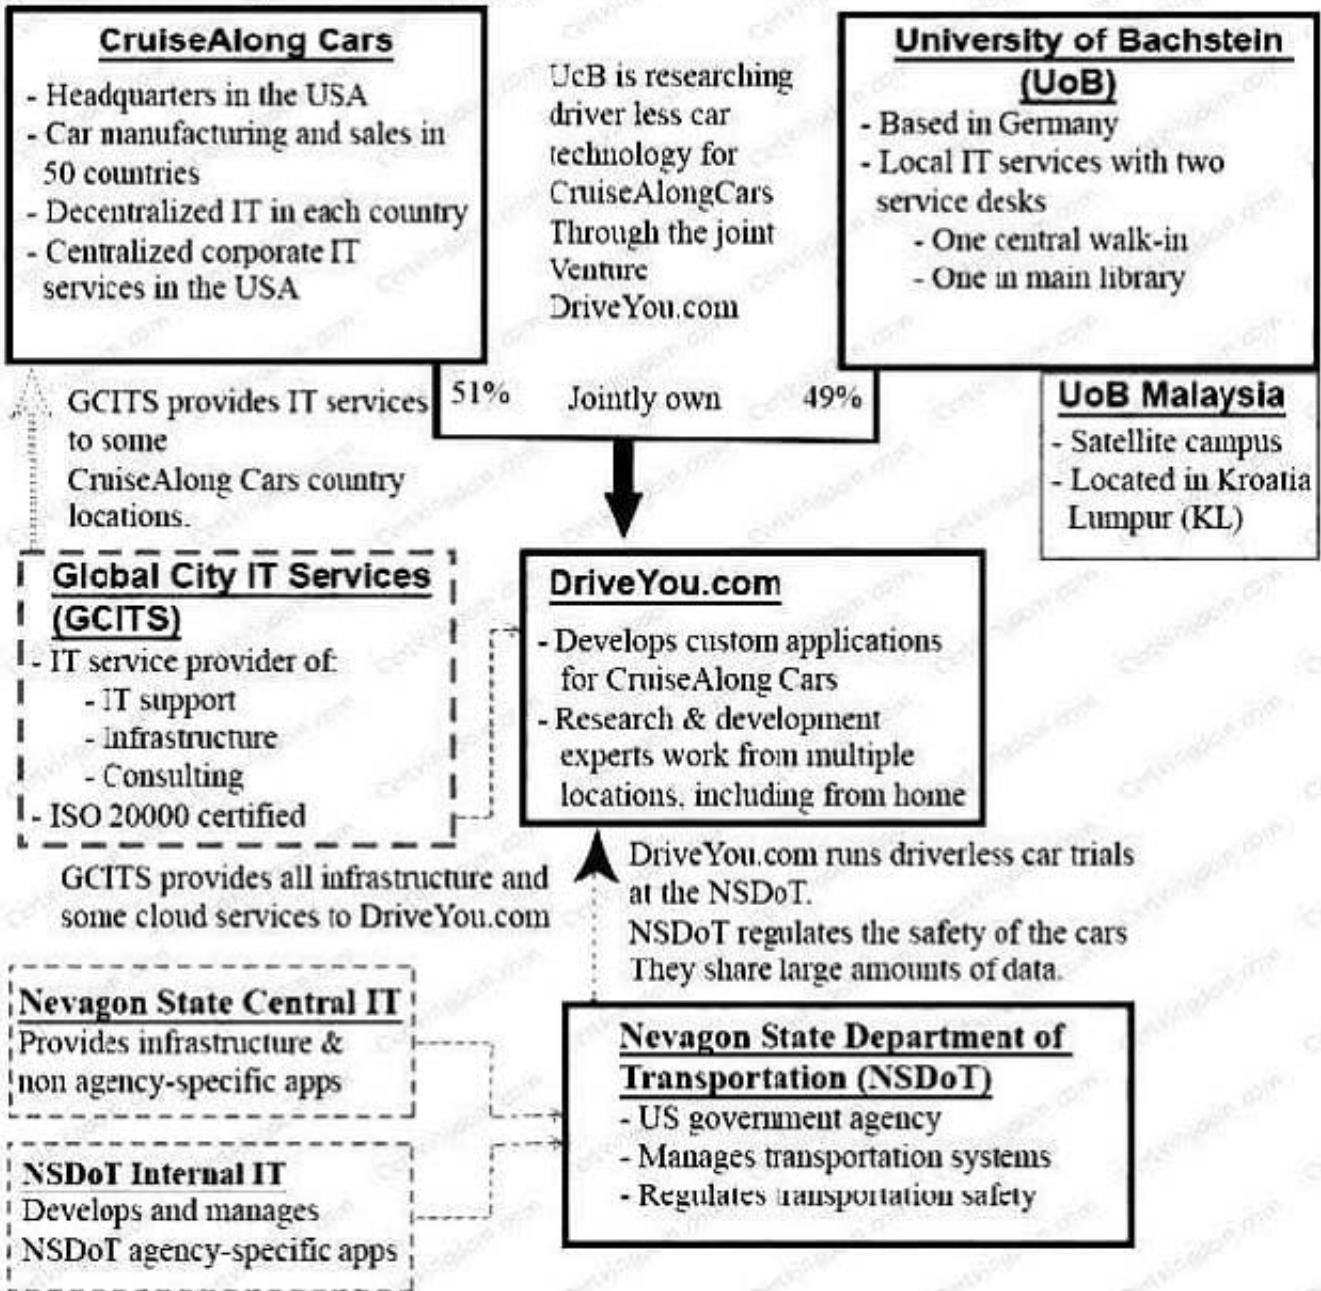 CruiseAlong Cars
- Headquarters in the USA
- Car manufacturing and sales in
50 countries
- Decentralized IT in each country
- Centralized corporate IT
services in the USA
UcB is researching
driver less car
technology for
CruiseAlongCars
Through the joint
Venture
DriveYou.com
University of Bachstein
(UoB)
- Based in Germany
- Local IT services with two
service desks
- One central walk-in
- One in main library
51% Jointly own 49%
UoB Malaysia
- Satellite campus
- Located in Kroatia
Lumpur (KL)
GCITS provides IT services
to some
CruiseAlong Cars country
locations.
Global City IT Services
(GCITS)
- IT service provider of:
- IT support
- Infrastructure
- Consulting
- ISO 20000 certified
DriveYou.com
- Develops custom applications
for CruiseAlong Cars
- Research & development
experts work from multiple
locations, including from home
GCITS provides all infrastructure and
some cloud services to DriveYou.com
DriveYou.com runs driverless car trials
at the NSDoT.
NSDoT regulates the safety of the cars
They share large amounts of data.
Nevagon State Central IT
Provides infrastructure &
non agency-specific apps
NSDoT Internal IT
Develops and manages
NSDoT agency-specific apps
Nevagon State Department of
Transportation (NSDoT)
- US government agency
- Manages transportation systems
- Regulates transportation safety